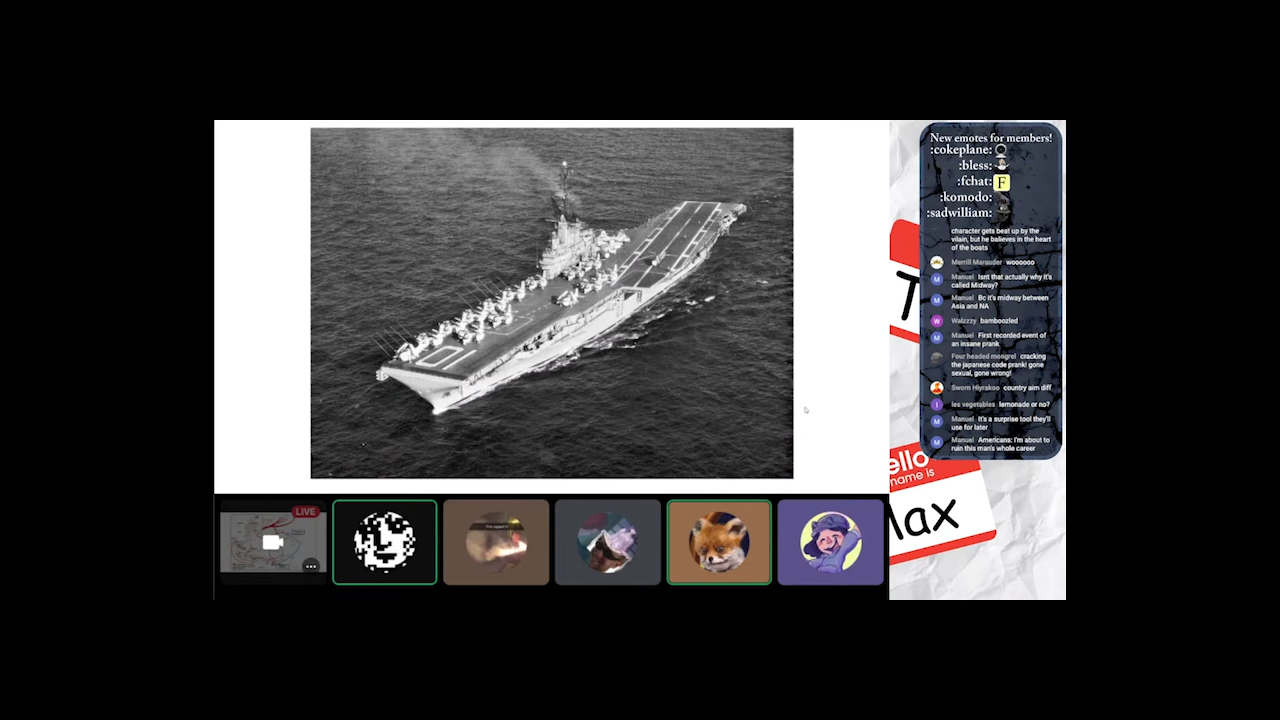 New emotes for members!
:cokeplane:
:bless:
:fchat: F
:komodo:
:sadwilliam:
character gets beat up by the
vilain, but he balieves in the heart
of the boats
Merrill Marauder woooooo
M Manuel Isnt that actually why it's
called Midway?
M Manuel Bc it's midway between
Asia and NA
W Walzzzy bamboozled
M Manuel First recorded event of
an insane prank
Four headed mongrel cracking
the japanese code prank! gone
sexual, gone wrong!
Sworn Hiyrakoo country aim diff
les vegetables lemonade or no?
M Manuel It's a surprise tool they'll
use for later
M Manuel Americans: I'm about to
ruin this man's whole career
LIVE
ello
name is
ax